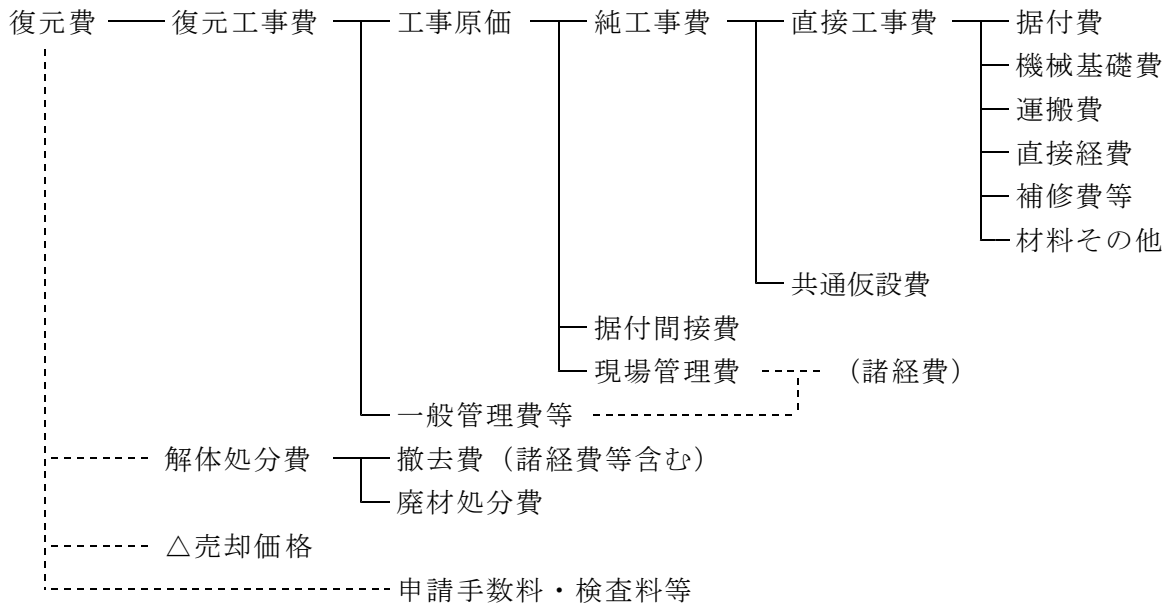 復元費 復元工事費 工事原価 純工事費 直接工事費 据付費
機械基礎費
運搬費
直接経費
補修費等
材料その他
共通仮設費
据付間接費
現場管理費 (諸経費)
一般管理費等
解体処分費 撤去費(諸経費等含む)
廃材処分費
△売却価格
申請手数料・検査料等